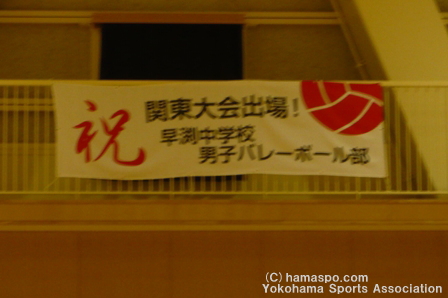 祝
関東大会出場！
早渕中学校
男子バレーボール部
(C) hamaspo.com
Yokohama Sports Association